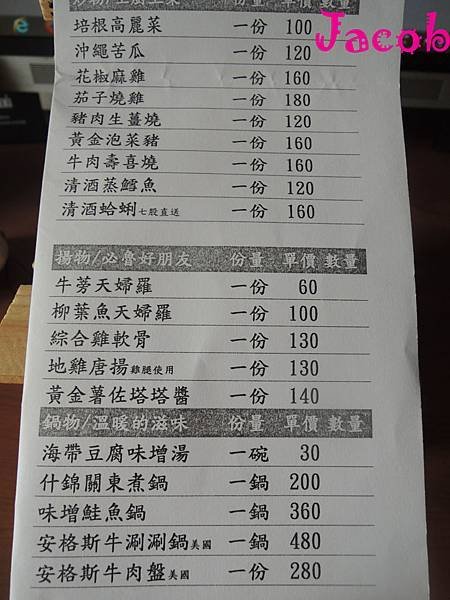 份量 單價 數量
Jacob
培根高麗菜 一份 100
沖繩苦瓜 一份 120
花椒麻雞 一份 160
茄子燒雞 一份 180
豬肉生薑燒 一份 120
黃金泡菜豬 一份 160
牛肉壽喜燒 一份 160
清酒蒸鱈魚 一份 120
清酒蛤蜊七股直送 一份 160
揚物/必魯好朋友 份量 單價 數量
牛蒡天婦羅 一份 60
柳葉魚天婦羅 一份 100
綜合雞軟骨 一份 130
地雞唐揚雞腿使用 一份 130
黃金薯佐塔塔醬 一份 140
鍋物/溫暖的滋味 份量 單價 數量
海帶豆腐味增湯 一碗 30
什錦關東煮鍋 一鍋 200
味增鮭魚鍋 一鍋 360
安格斯牛涮涮鍋美國 一鍋 480
安格斯牛肉盤美國 一份 280